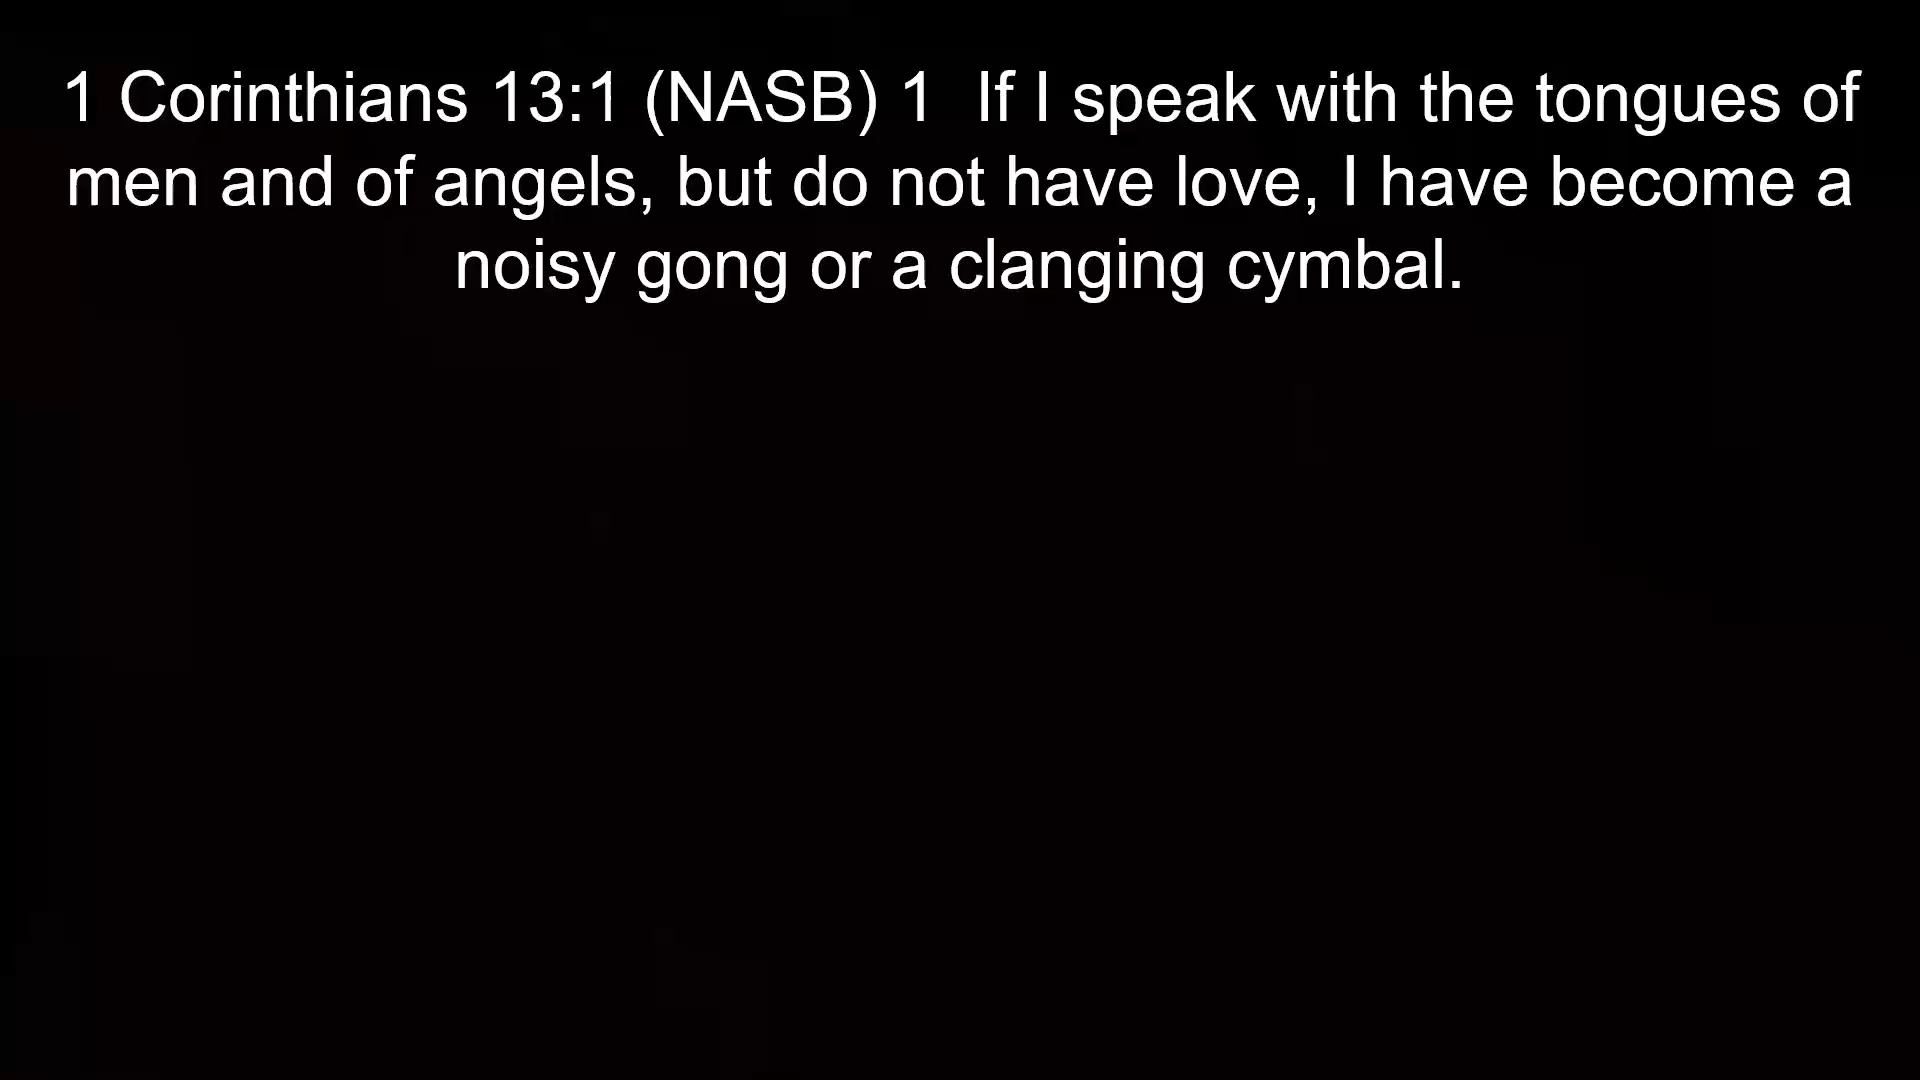 1 Corinthians 13:1 (NASB) 1  If I speak with the tongues of
men and of angels, but do not have love, I have become a
noisy gong or a clanging cymbal.